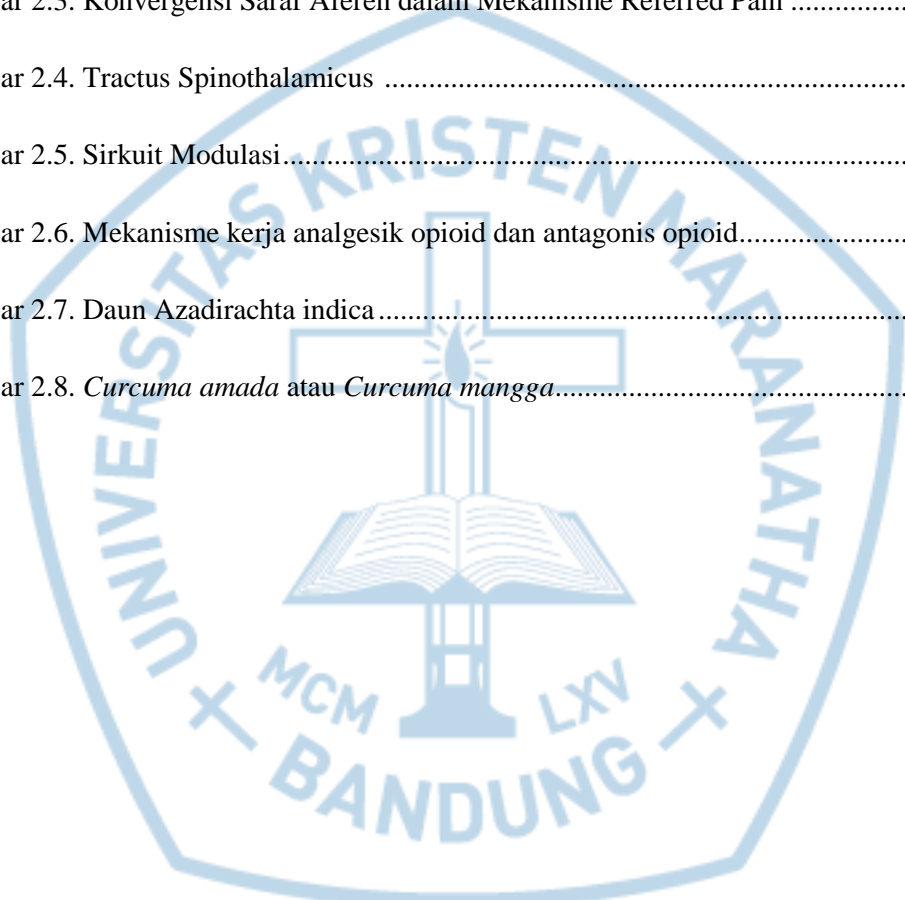 ar 2.3. Konvergensi Saraf Aferen dalam Mekanisme Referred Pain ............
ar 2.4. Tractus Spinothalamicus ........................................................................
ar 2.5. Sirkuit Modulasi......................................................................................
ar 2.6. Mekanisme kerja analgesik opioid dan antagonis opioid.......................
ar 2.7. Daun Azadirachta indica.........................................................................
ar 2.8. Curcuma amada atau Curcuma mangga................................................
UNIVERSITAS KRISTEN MARANATHA
MCM LXV
BANDUNG